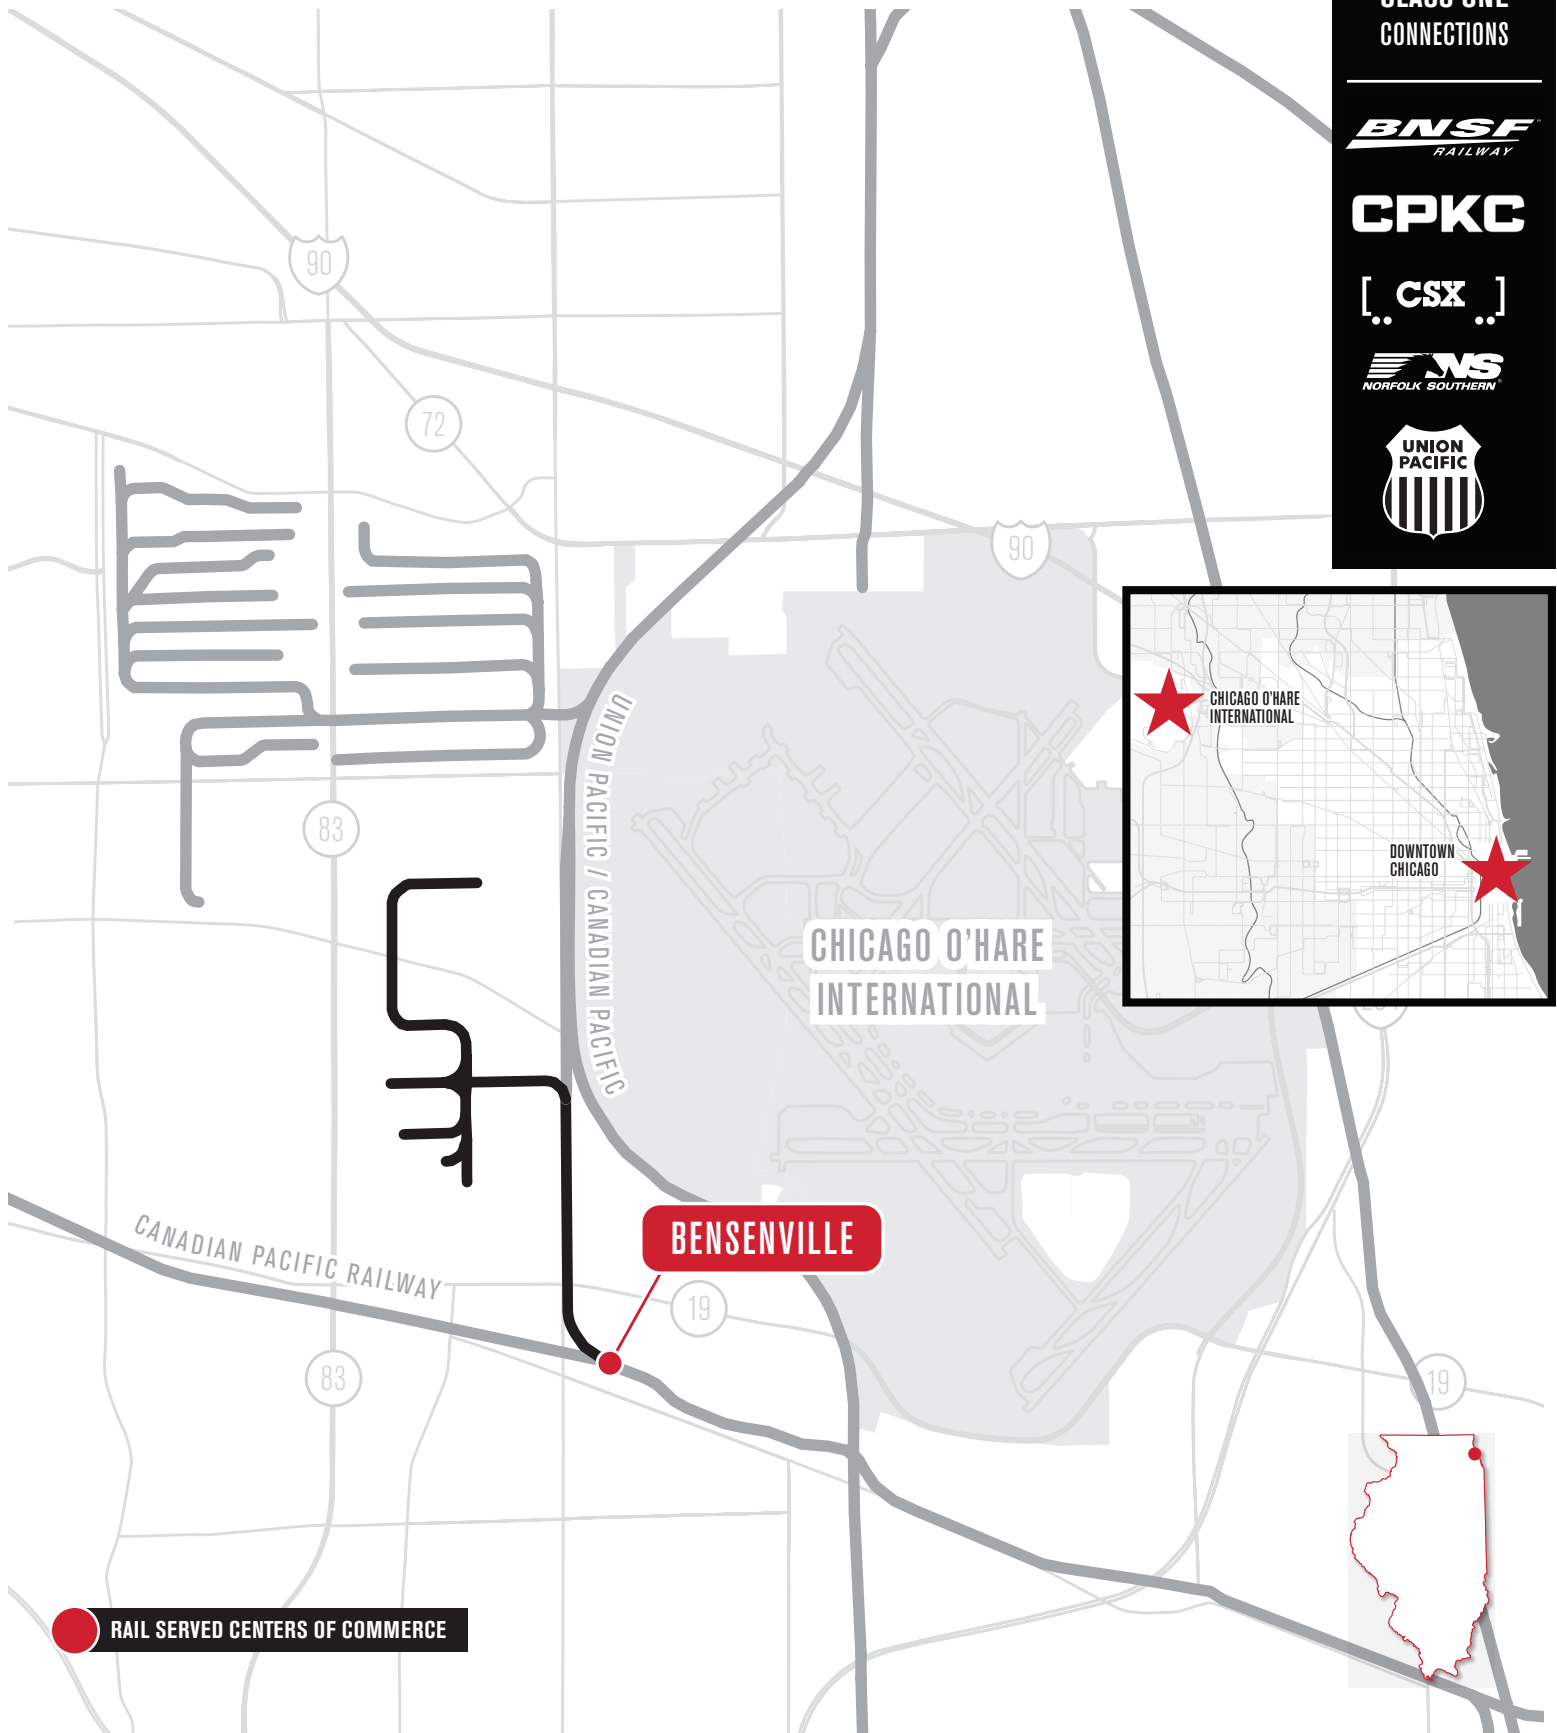 CLASS ONE
CONNECTIONS
BNSF
RAILWAY
CPKC
CSX
NS
NORFOLK SOUTHERN
UNION
PACIFIC
90
72
90
83
UNION PACIFIC / CANADIAN PACIFIC
CHICAGO O'HARE
INTERNATIONAL
CHICAGO O'HARE
INTERNATIONAL
DOWNTOWN
CHICAGO
CANADIAN PACIFIC RAILWAY
BENSENVILLE
19
83
19
RAIL SERVED CENTERS OF COMMERCE